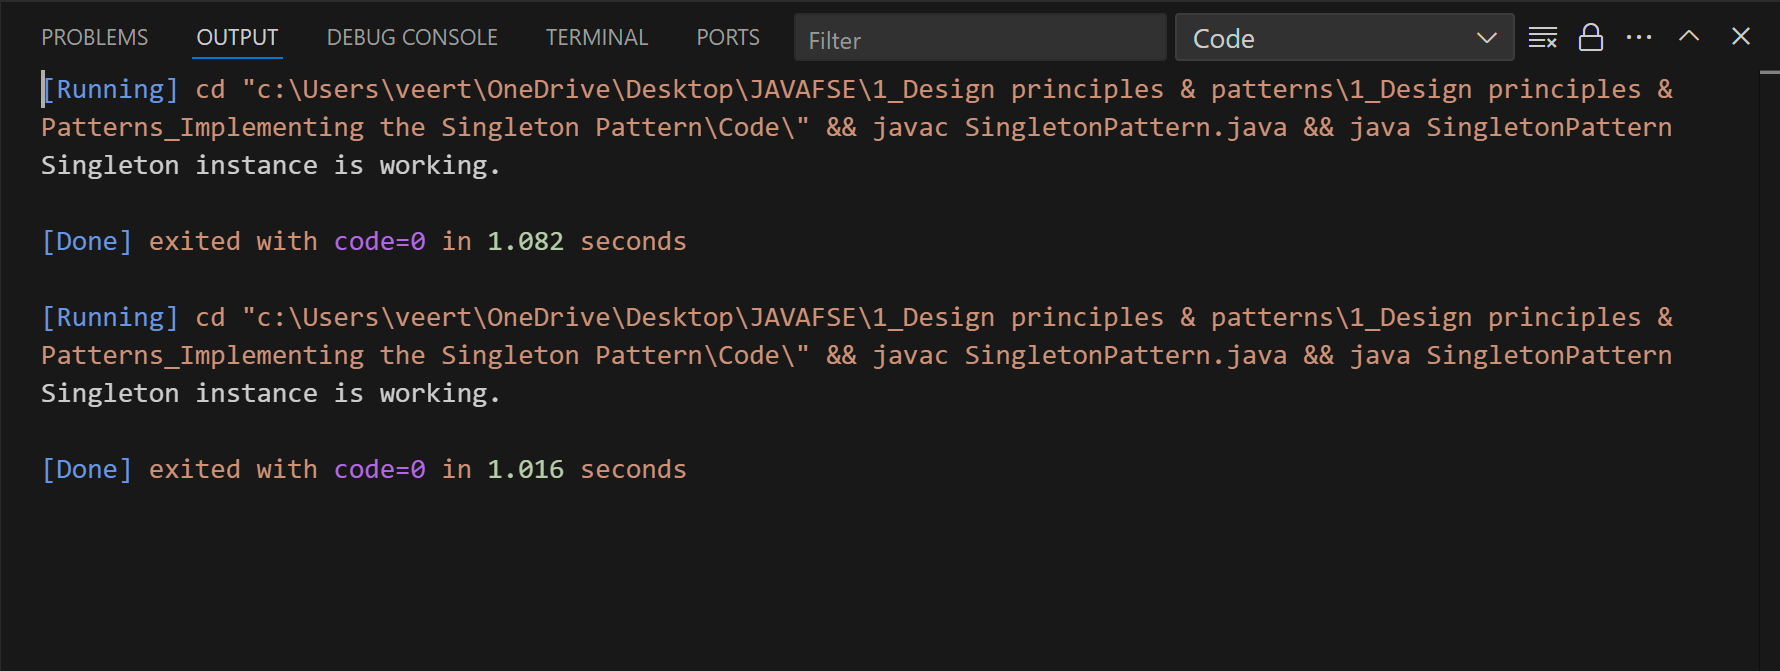 PROBLEMS OUTPUT DEBUG CONSOLE TERMINAL PORTS Filter Code
[Running] cd "c:\Users\veert\OneDrive\Desktop\JAVAFSE\1_Design principles & patterns\1_Design principles &
Patterns_Implementing the Singleton Pattern\Code\" && javac SingletonPattern.java && java SingletonPattern
Singleton instance is working.
[Done] exited with code=0 in 1.082 seconds
[Running] cd "c:\Users\veert\OneDrive\Desktop\JAVAFSE\1_Design principles & patterns\1_Design principles &
Patterns_Implementing the Singleton Pattern\Code\" && javac SingletonPattern.java && java SingletonPattern
Singleton instance is working.
[Done] exited with code=0 in 1.016 seconds